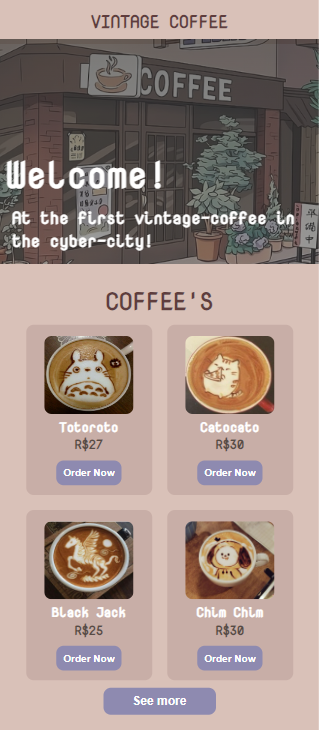 VINTAGE COFFEE
COFFEE
Welcome!
At the first vintage-coffee in
the cyber-city!
COFFEE'S
Totoroto
R$27
Order Now
Catocato
R$30
Order Now
Black Jack
R$25
Order Now
Chim Chim
R$30
Order Now
See more